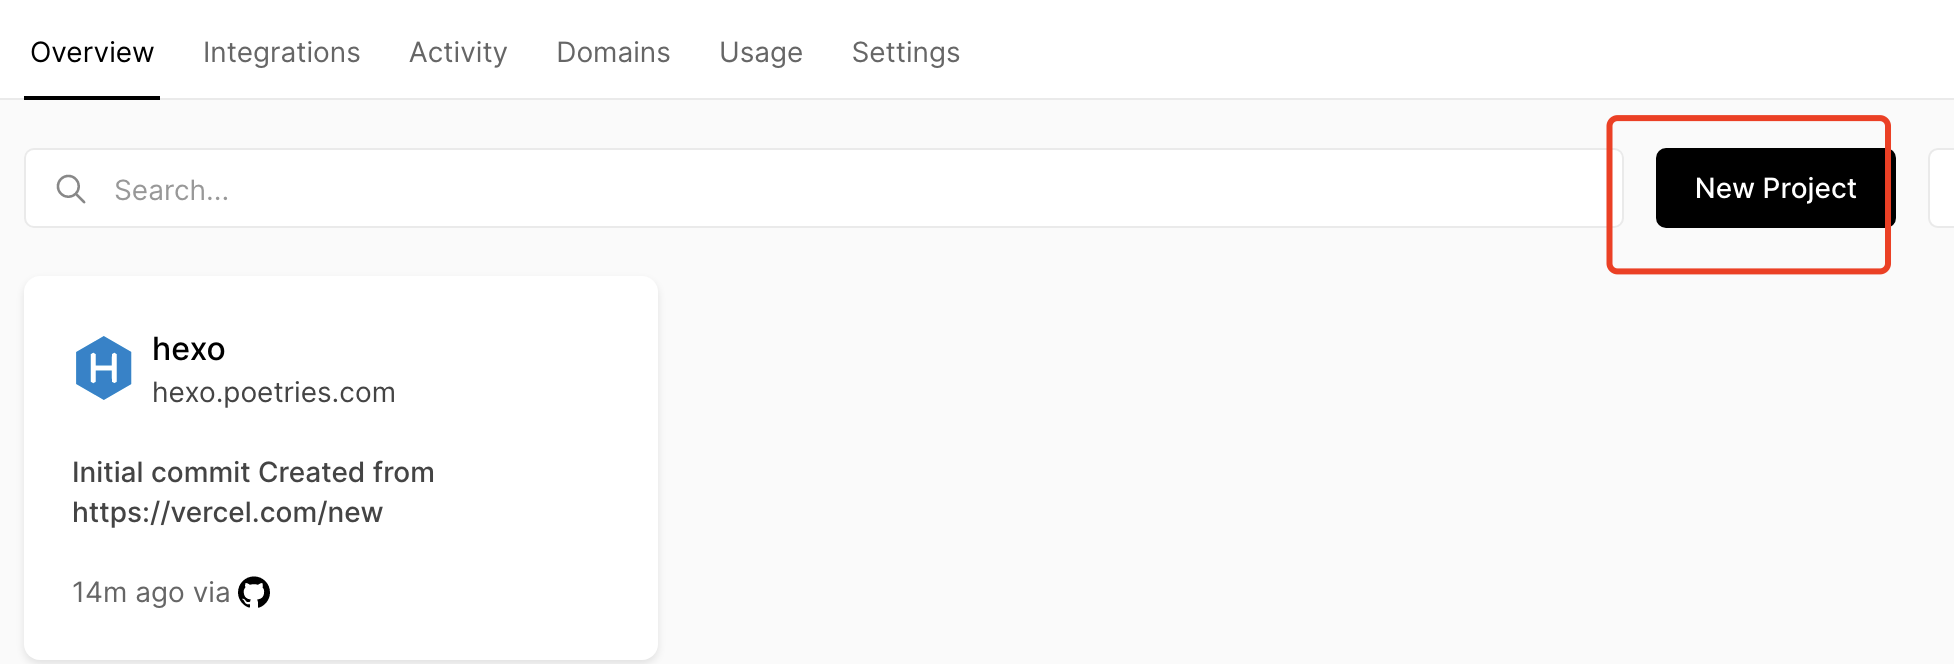 Overview Integrations Activity Domains Usage Settings
Search...
New Project
H
hexo
hexo.poetries.com
Initial commit Created from
https://vercel.com/new
14m ago via